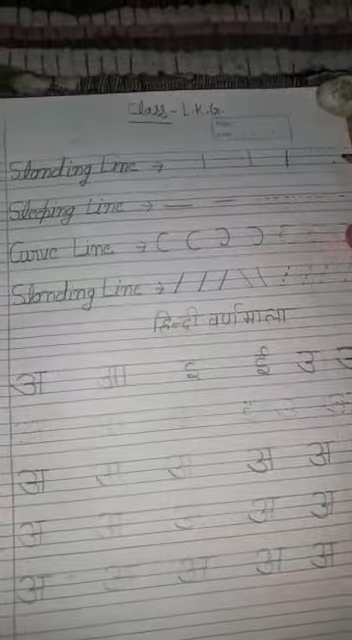 Class - L.K.G.
Standing Line →
Sleeping Line →
Curve Line →
Slanding Line →
हिन्दी वर्णमाला
अ आ इ ई उ
अ अ अ अ अ
अ अ अ अ
अ अ अ अ अ